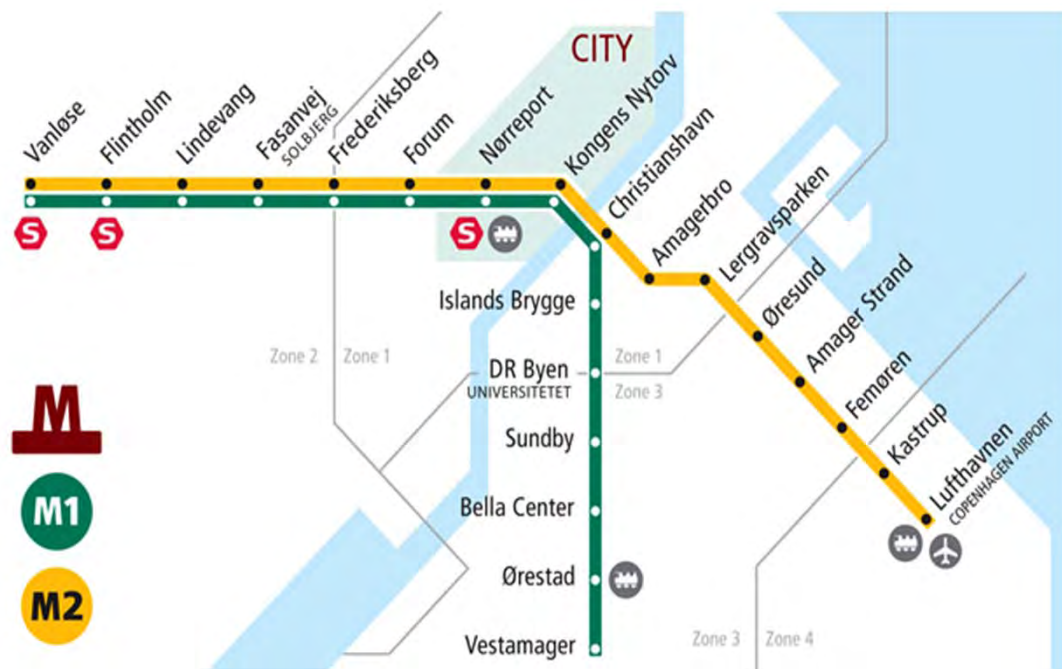 CITY
Vanløse
Flintholm
Lindevang
Fasanvej
SOLBJERG
Frederiksberg
Forum
Nørreport
Kongens Nytorv
Christianshavn
Amagerbro
Lergravsparken
Øresund
Amager Strand
Femøren
Kastrup
Lufthavnen
COPENHAGEN AIRPORT
S
S
S
Islands Brygge
Zone 2
Zone 1
Zone 1
DR Byen
UNIVERSITETET
Zone 3
Sundby
Bella Center
Ørestad
Vestamager
Zone 3
Zone 4
M
M1
M2